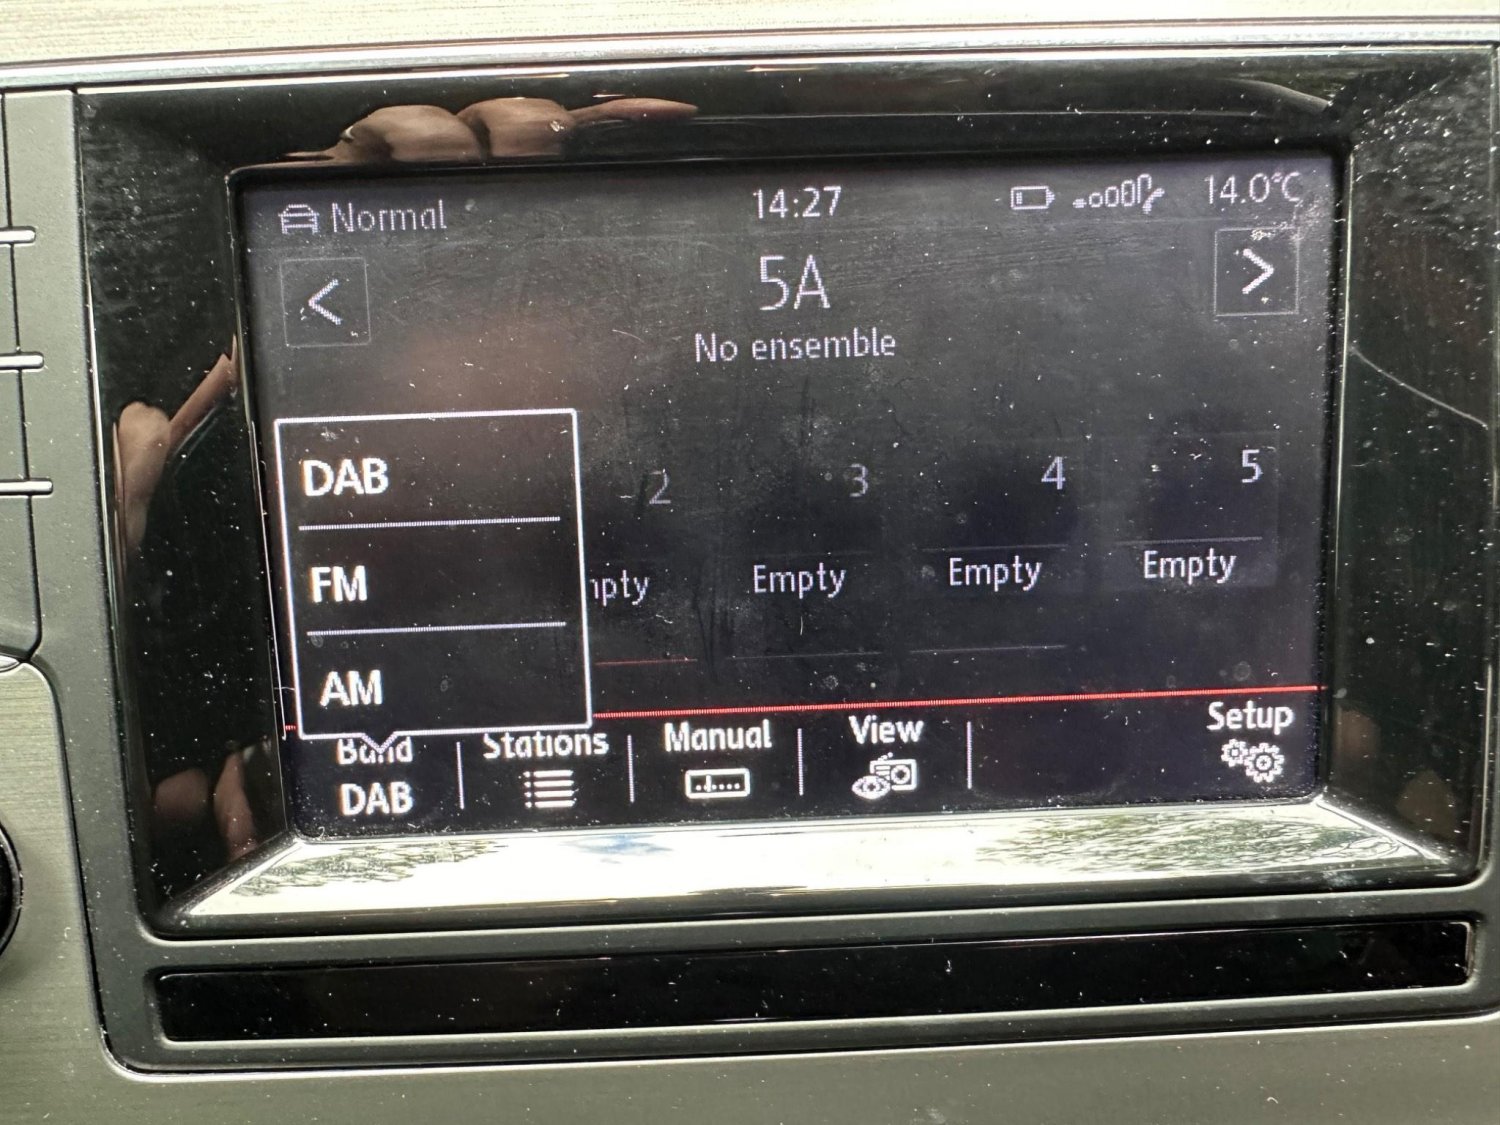 Normal
14:27
14.0°C
<
5A
>
No ensemble
DAB
FM
AM
2
3
4
5
Empty
Empty
Empty
Band
DAB
Stations
Manual
View
Setup